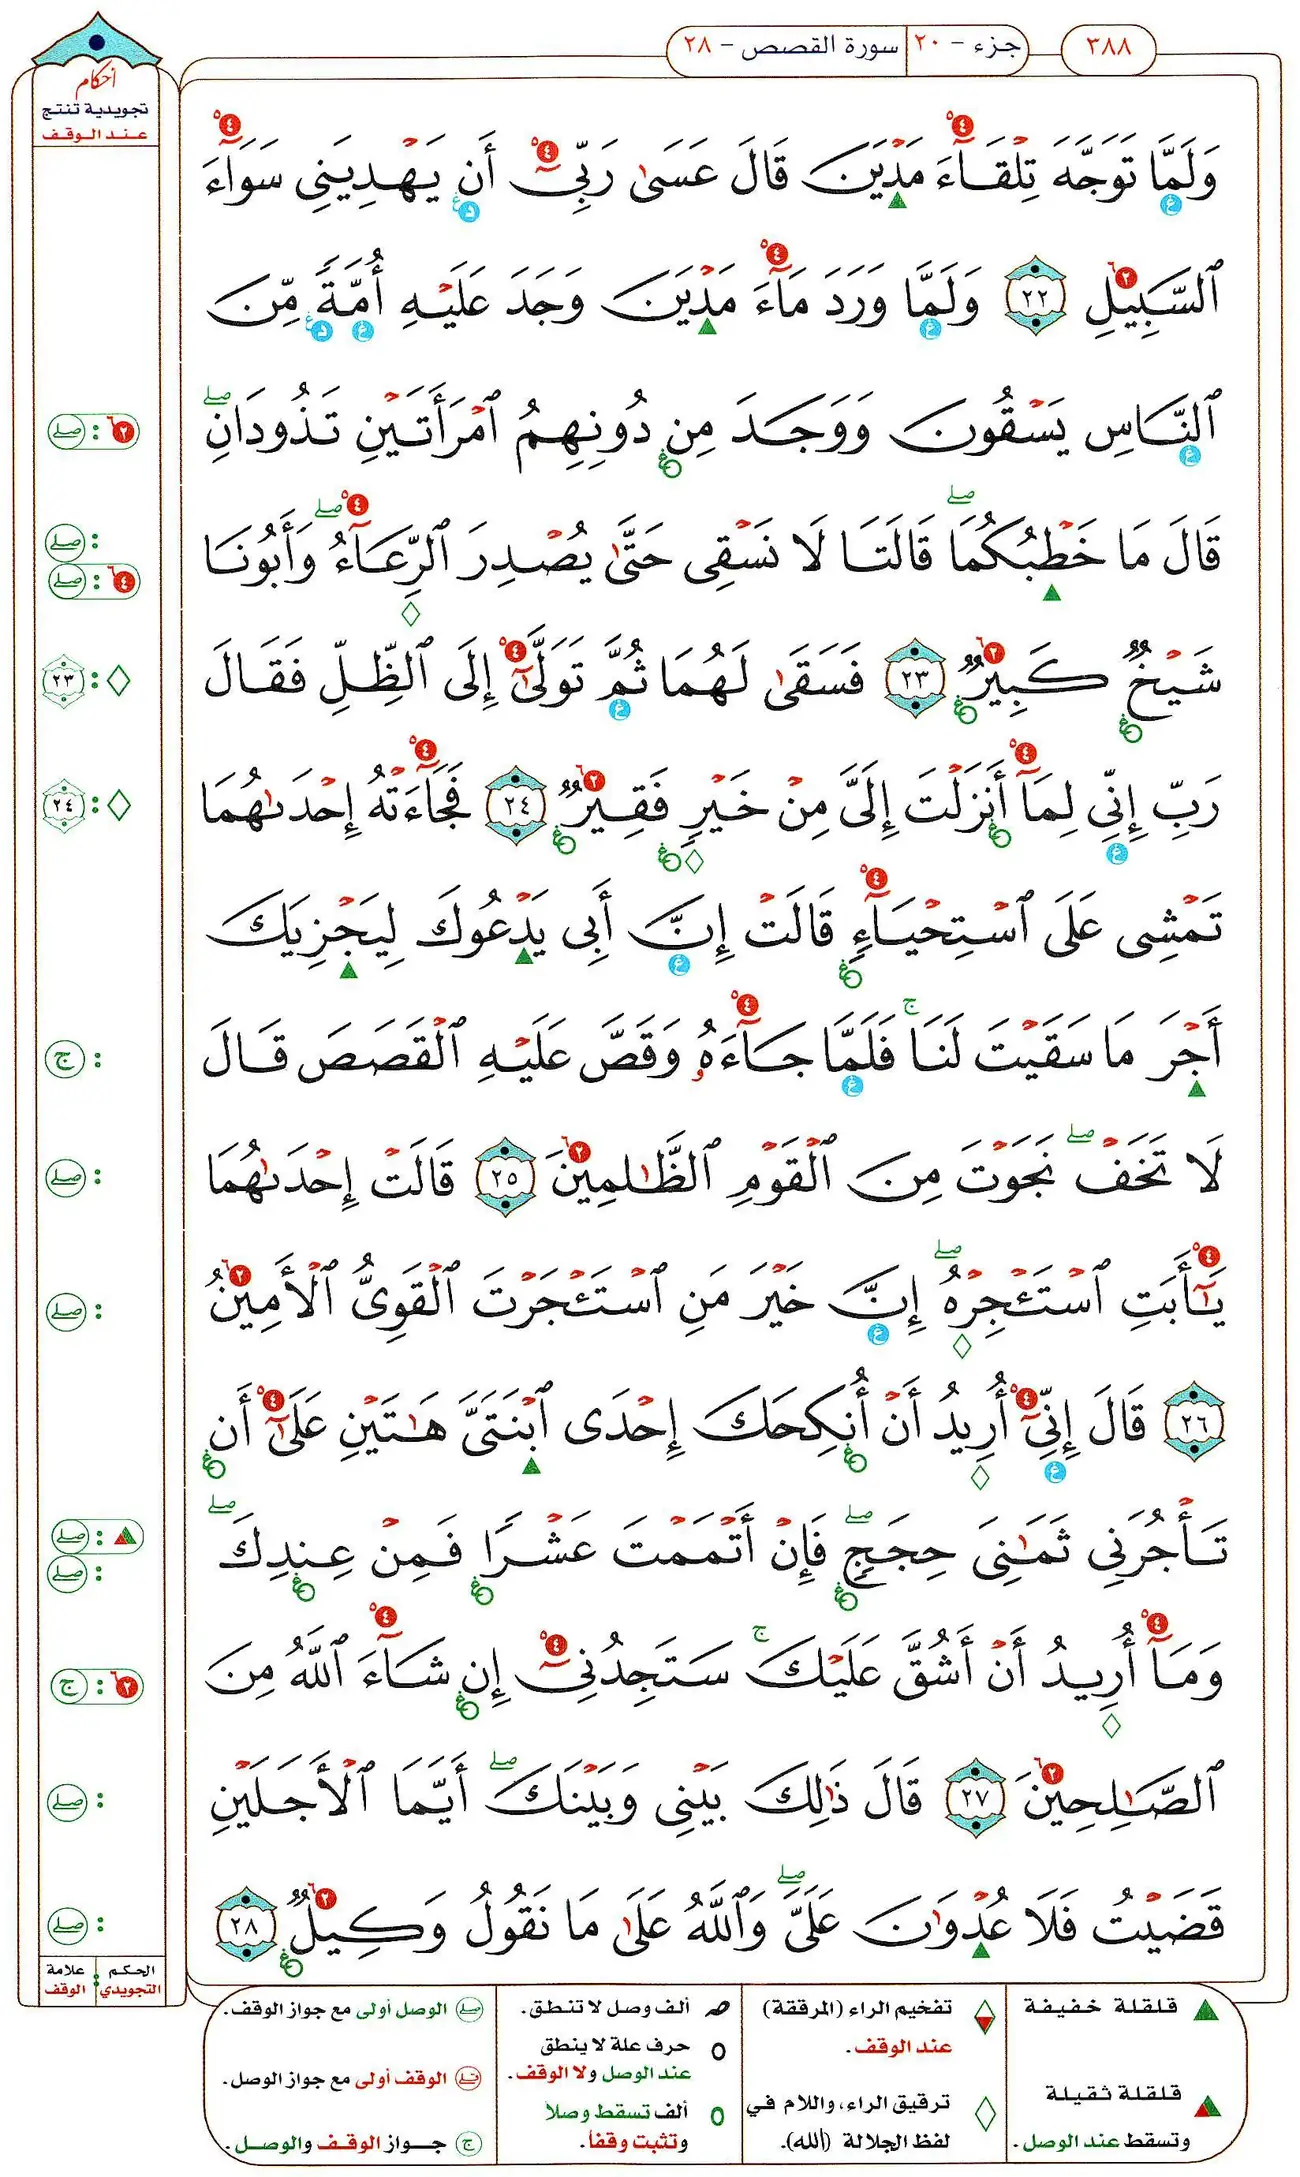 ٣٨٨
جزء - ٢٠
سورة القصص - ٢٨
أحكام
تجويدية تنتج
عند الوقف
وَلَمَّا تَوَجَّهَ تِلْقَآءَ مَدْيَنَ قَالَ عَسَىٰ رَبِّىٓ أَن يَهْدِيَنِى سَوَآءَ
ٱلسَّبِيلِ ٢٢ وَلَمَّا وَرَدَ مَآءَ مَدْيَنَ وَجَدَ عَلَيْهِ أُمَّةً مِّنَ
ٱلنَّاسِ يَسْقُونَ وَوَجَدَ مِن دُونِهِمُ ٱمْرَأَتَيْنِ تَذُودَانِ ۖ
قَالَ مَا خَطْبُكُمَا ۖ قَالَتَا لَا نَسْقِى حَتَّىٰ يُصْدِرَ ٱلرِّعَآءُ ۖ وَأَبُونَا
شَيْخٌ كَبِيرٌ ٢٣ فَسَقَىٰ لَهُمَا ثُمَّ تَوَلَّىٰٓ إِلَى ٱلظِّلِّ فَقَالَ
رَبِّ إِنِّى لِمَآ أَنزَلْتَ إِلَىَّ مِنْ خَيْرٍ فَقِيرٌ ٢٤ فَجَآءَتْهُ إِحْدَىٰهُمَا
تَمْشِى عَلَى ٱسْتِحْيَآءٍ قَالَتْ إِنَّ أَبِى يَدْعُوكَ لِيَجْزِيَكَ
أَجْرَ مَا سَقَيْتَ لَنَا ۚ فَلَمَّا جَآءَهُۥ وَقَصَّ عَلَيْهِ ٱلْقَصَصَ قَالَ
لَا تَخَفْ ۖ نَجَوْتَ مِنَ ٱلْقَوْمِ ٱلظَّٰلِمِينَ ٢٥ قَالَتْ إِحْدَىٰهُمَا
يَٰٓأَبَتِ ٱسْتَـْٔجِرْهُ ۖ إِنَّ خَيْرَ مَنِ ٱسْتَـْٔجَرْتَ ٱلْقَوِىُّ ٱلْأَمِينُ
٢٦ قَالَ إِنِّىٓ أُرِيدُ أَنْ أُنكِحَكَ إِحْدَى ٱبْنَتَىَّ هَٰتَيْنِ عَلَىٰٓ أَن
تَأْجُرَنِى ثَمَٰنِىَ حِجَجٍ ۖ فَإِنْ أَتْمَمْتَ عَشْرًا فَمِنْ عِندِكَ ۖ
وَمَآ أُرِيدُ أَنْ أَشُقَّ عَلَيْكَ ۚ سَتَجِدُنِىٓ إِن شَآءَ ٱللَّهُ مِنَ
ٱلصَّٰلِحِينَ ٢٧ قَالَ ذَٰلِكَ بَيْنِى وَبَيْنَكَ ۖ أَيَّمَا ٱلْأَجَلَيْنِ
قَضَيْتُ فَلَا عُدْوَٰنَ عَلَىَّ ۖ وَٱللَّهُ عَلَىٰ مَا نَقُولُ وَكِيلٌ ٢٨
الحكم التجويدي : علامة الوقف
قلقلة خفيفة
قلقلة ثقيلة
وتسقط عند الوصل.
تفخيم الراء (المرققة)
عند الوقف.
ترقيق الراء، واللام في
لفظ الجلالة (الله).
ألف وصل لا تنطق.
حرف علة لا ينطق
عند الوصل ولا الوقف.
ألف تسقط وصلا
وتثبت وقفا.
الوصل أولى مع جواز الوقف.
الوقف أولى مع جواز الوصل.
جواز الوقف والوصل.